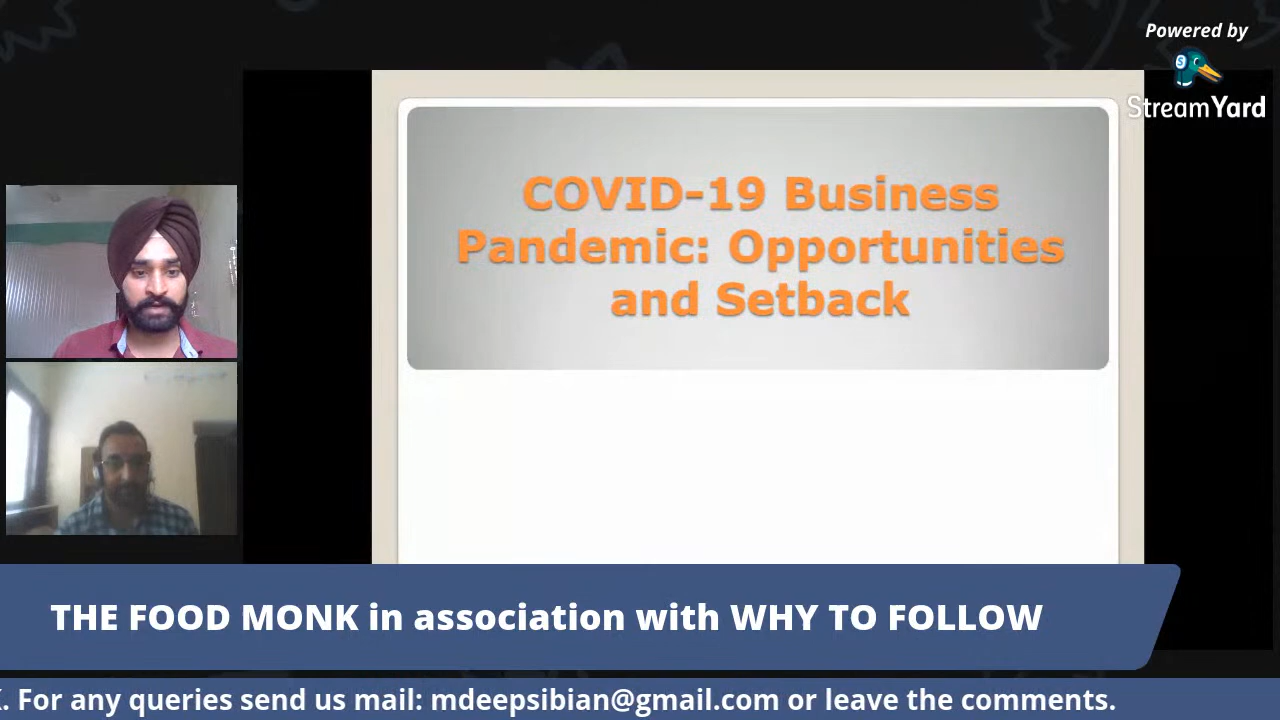 Powered by
StreamYard
COVID-19 Business
Pandemic: Opportunities
and Setback
THE FOOD MONK in association with WHY TO FOLLOW
. For any queries send us mail: mdeepsibian@gmail.com or leave the comments.